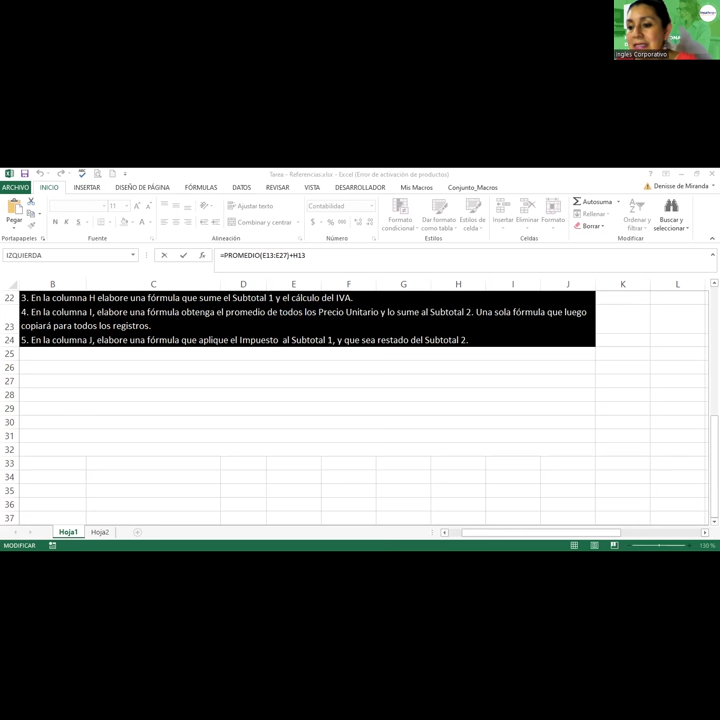 Ingles Corporativo
Tarea - Referencias.xlsx - Excel (Error de activación de productos)
ARCHIVO INICIO INSERTAR DISEÑO DE PÁGINA FÓRMULAS DATOS REVISAR VISTA DESARROLLADOR Mis Macros Conjunto_Macros Denisse de Miranda
Pegar
11
Ajustar texto
Contabilidad
N K S
Combinar y centrar
Formato condicional
Dar formato como tabla
Estilos de celda
Insertar Eliminar Formato
Autosuma
Rellenar
Borrar
Ordenar y filtrar
Buscar y seleccionar
Portapapeles Fuente Alineación Número Estilos Celdas Modificar
IZQUIERDA =PROMEDIO(E13:E27)+H13
B C D E F G H I J K L
22 3. En la columna H elabore una fórmula que sume el Subtotal 1 y el cálculo del IVA.
4. En la columna I, elabore una fórmula obtenga el promedio de todos los Precio Unitario y lo sume al Subtotal 2. Una sola fórmula que luego
23 copiará para todos los registros.
24 5. En la columna J, elabore una fórmula que aplique el Impuesto al Subtotal 1, y que sea restado del Subtotal 2.
25
26
27
28
29
30
31
32
33
34
35
36
37
Hoja1 Hoja2
MODIFICAR 130 %